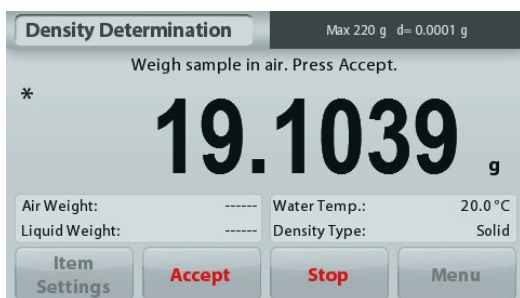 Density Determination Max 220 g d= 0.0001 g
Weigh sample in air. Press Accept.
*
19.1039 g
Air Weight: ------ Water Temp.: 20.0 °C
Liquid Weight: ------ Density Type: Solid
Item Settings Accept Stop Menu